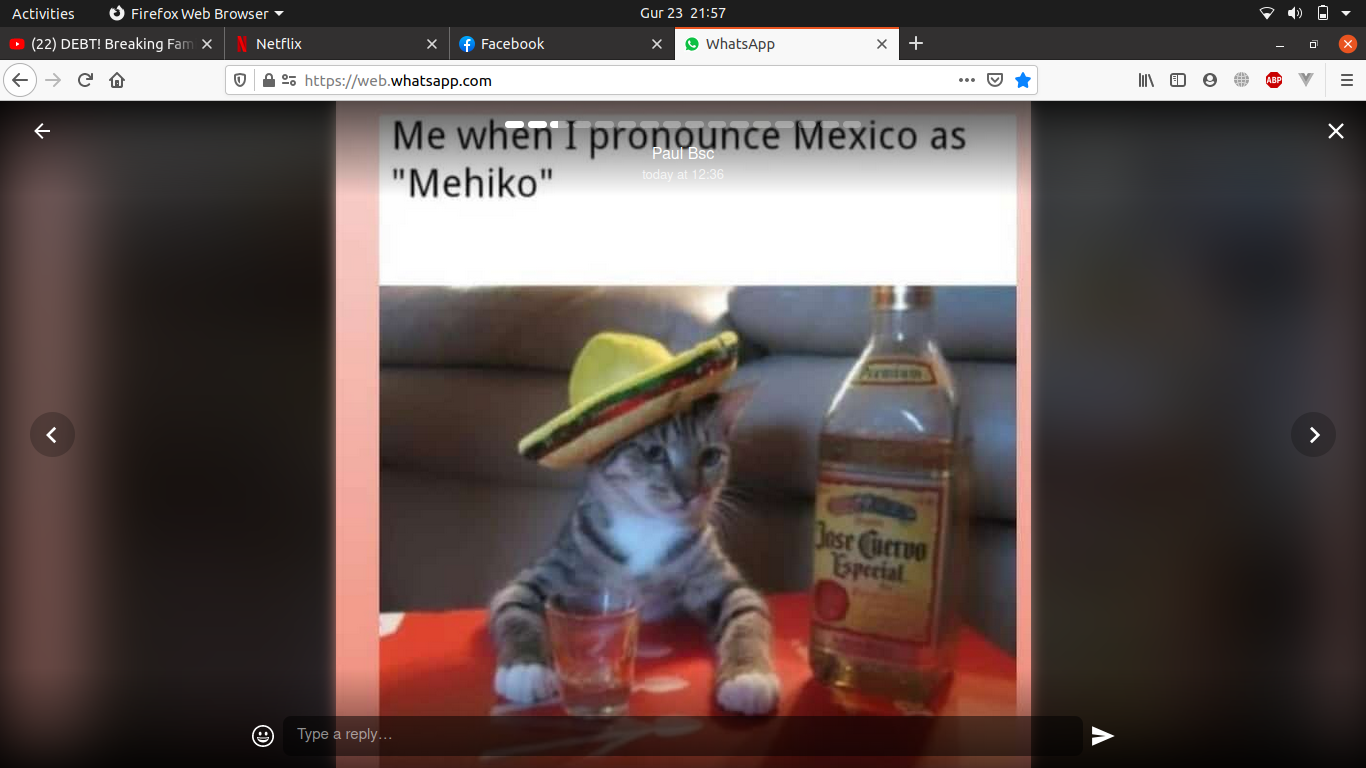 Activities Firefox Web Browser Gur 23 21:57
(22) DEBT! Breaking Fam Netflix Facebook WhatsApp
https://web.whatsapp.com ABP
Me when I pronounce Mexico as
Paul Bsc
today at 12:36
"Mehiko"
Premium
Jose Cuervo
Especial
Type a reply...